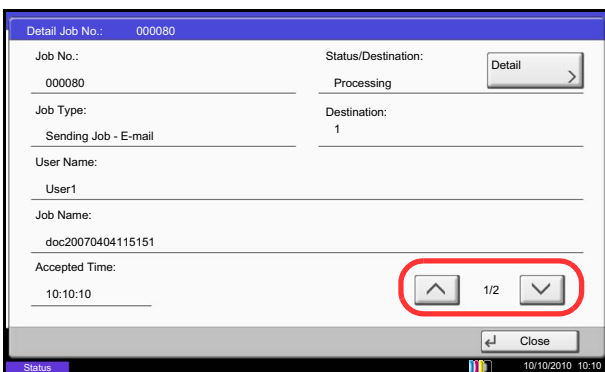 Detail Job No.: 000080
Job No.:
000080
Status/Destination:
Processing
Detail
Job Type:
Sending Job - E-mail
Destination:
1
User Name:
User1
Job Name:
doc20070404115151
Accepted Time:
10:10:10
1/2
Close
Status
10/10/2010 10:10